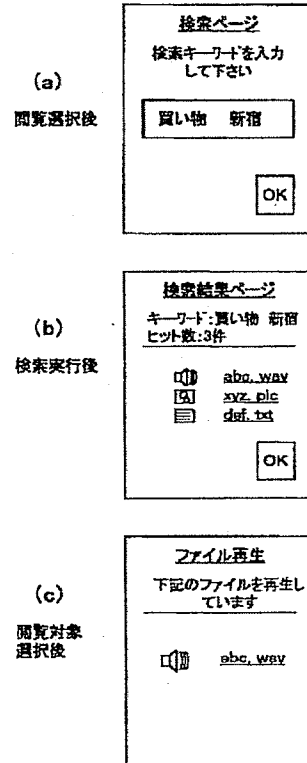 (a)
閲覧選択後
検索ページ
検索キーワードを入力
して下さい
買い物 新宿
OK
(b)
検索実行後
検索結果ページ
キーワード:買い物 新宿
ヒット数:3件
abc. wav
xyz. pic
def. txt
OK
(c)
閲覧対象
選択後
ファイル再生
下記のファイルを再生し
ています
abc. wav